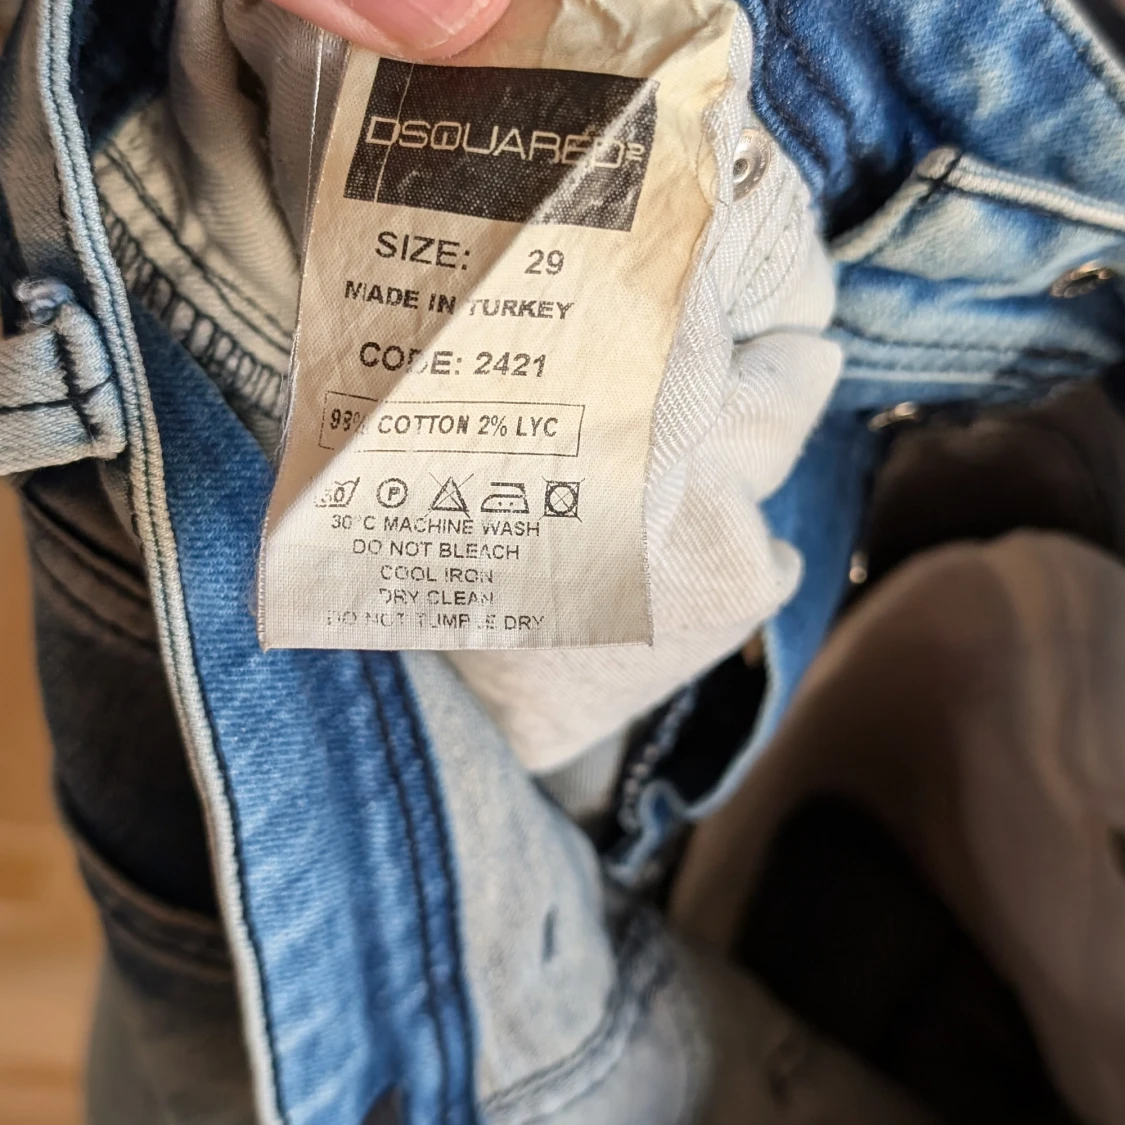 DSQUARED2
SIZE: 29
MADE IN TURKEY
CODE: 2421
98% COTTON 2% LYC
30 P
30°C MACHINE WASH
DO NOT BLEACH
COOL IRON
DRY CLEAN
DO NOT TUMBLE DRY